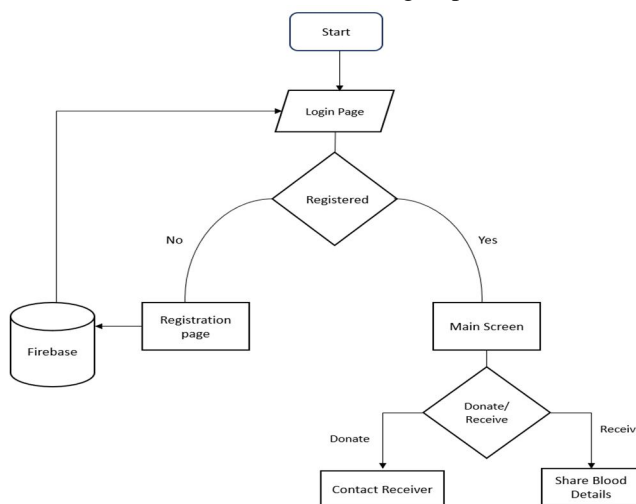 Start
Login Page
Registered
No
Yes
Registration
page
Firebase
Main Screen
Donate/
Receive
Donate
Receiv
Contact Receiver
Share Blood
Details